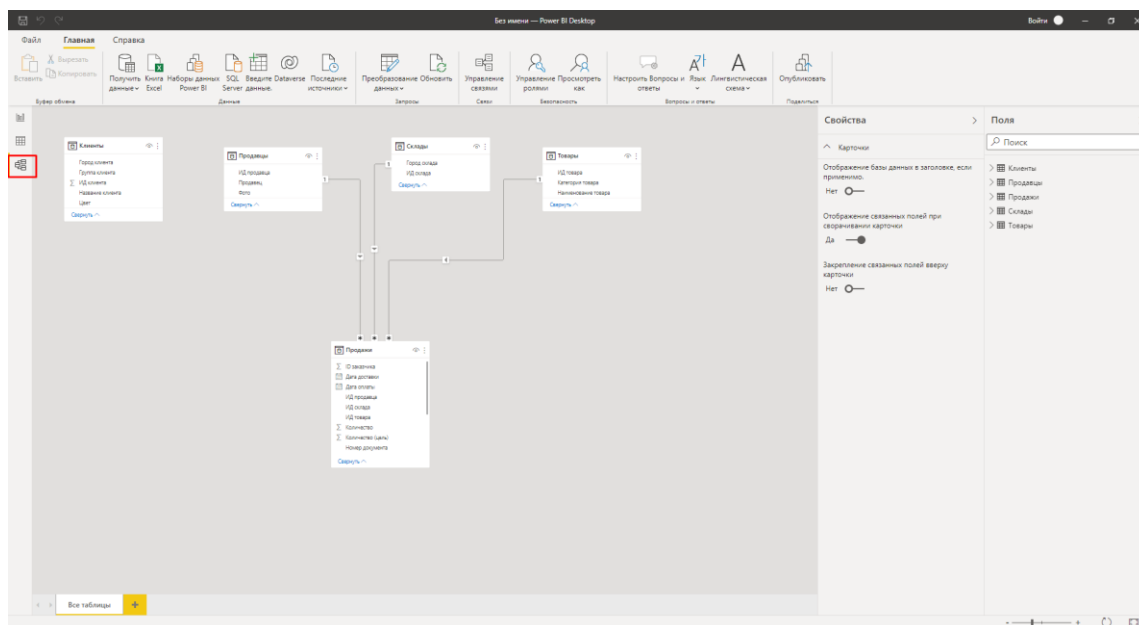 Без имени — Power BI Desktop
Войти
Файл Главная Справка
Вставить
Вырезать
Копировать
Получить данные
Книга Excel
Наборы данных Power BI
SQL Server
Введите данные.
Dataverse
Последние источники
Преобразование данных
Обновить
Управление связями
Управление ролями
Просмотреть как
Настроить Вопросы и ответы
Язык
Лингвистическая схема
Опубликовать
Буфер обмена
Данные
Запросы
Связи
Безопасность
Вопросы и ответы
Поделиться
Клиенты
Город клиента
Группа клиента
ИД клиента
Название клиента
Цвет
Свернуть
Продавцы
ИД продавца
Продавец
Фото
Свернуть
Склады
Город склада
ИД склада
Свернуть
Товары
ИД товара
Категория товара
Наименование товара
Свернуть
1
1
1
Продажи
ID заказчика
Дата доставки
Дата оплаты
ИД продавца
ИД склада
ИД товара
Количество
Количество (цель)
Номер документа
Свернуть
Свойства
Карточки
Отображение базы данных в заголовке, если
применимо.
Нет
Отображение связанных полей при
сворачивании карточки
Да
Закрепление связанных полей вверху
карточки
Нет
Поля
Поиск
Клиенты
Продавцы
Продажи
Склады
Товары
Все таблицы
+